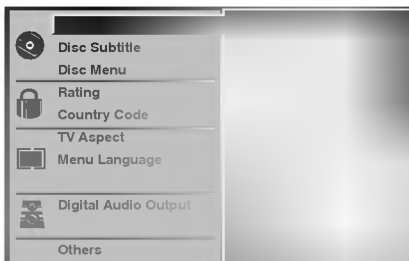 Disc Subtitle
Disc Menu
Rating
Country Code
TV Aspect
Menu Language
Digital Audio Output
Others